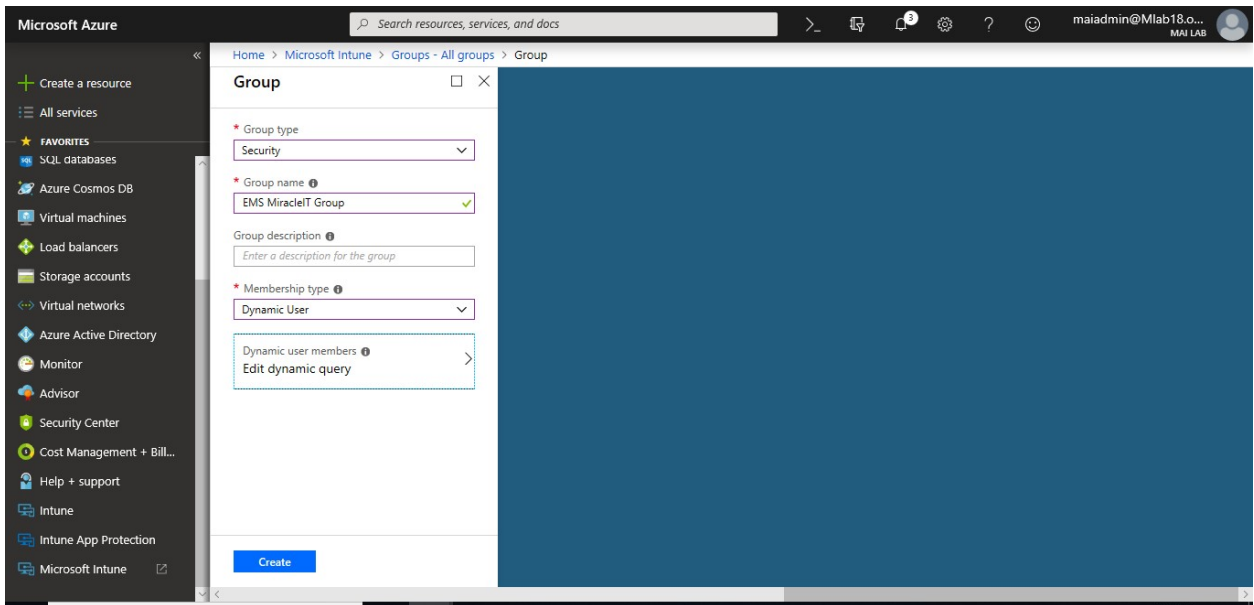 Microsoft Azure
Search resources, services, and docs
>_
3
?
maiadmin@Mlab18.o...
MAI LAB
«
Home > Microsoft Intune > Groups - All groups > Group
Create a resource
All services
FAVORITES
SQL databases
Azure Cosmos DB
Virtual machines
Load balancers
Storage accounts
Virtual networks
Azure Active Directory
Monitor
Advisor
Security Center
Cost Management + Bill...
Help + support
Intune
Intune App Protection
Microsoft Intune
Group
* Group type
Security
* Group name
EMS MiracleIT Group
Group description
Enter a description for the group
* Membership type
Dynamic User
Dynamic user members
Edit dynamic query
Create